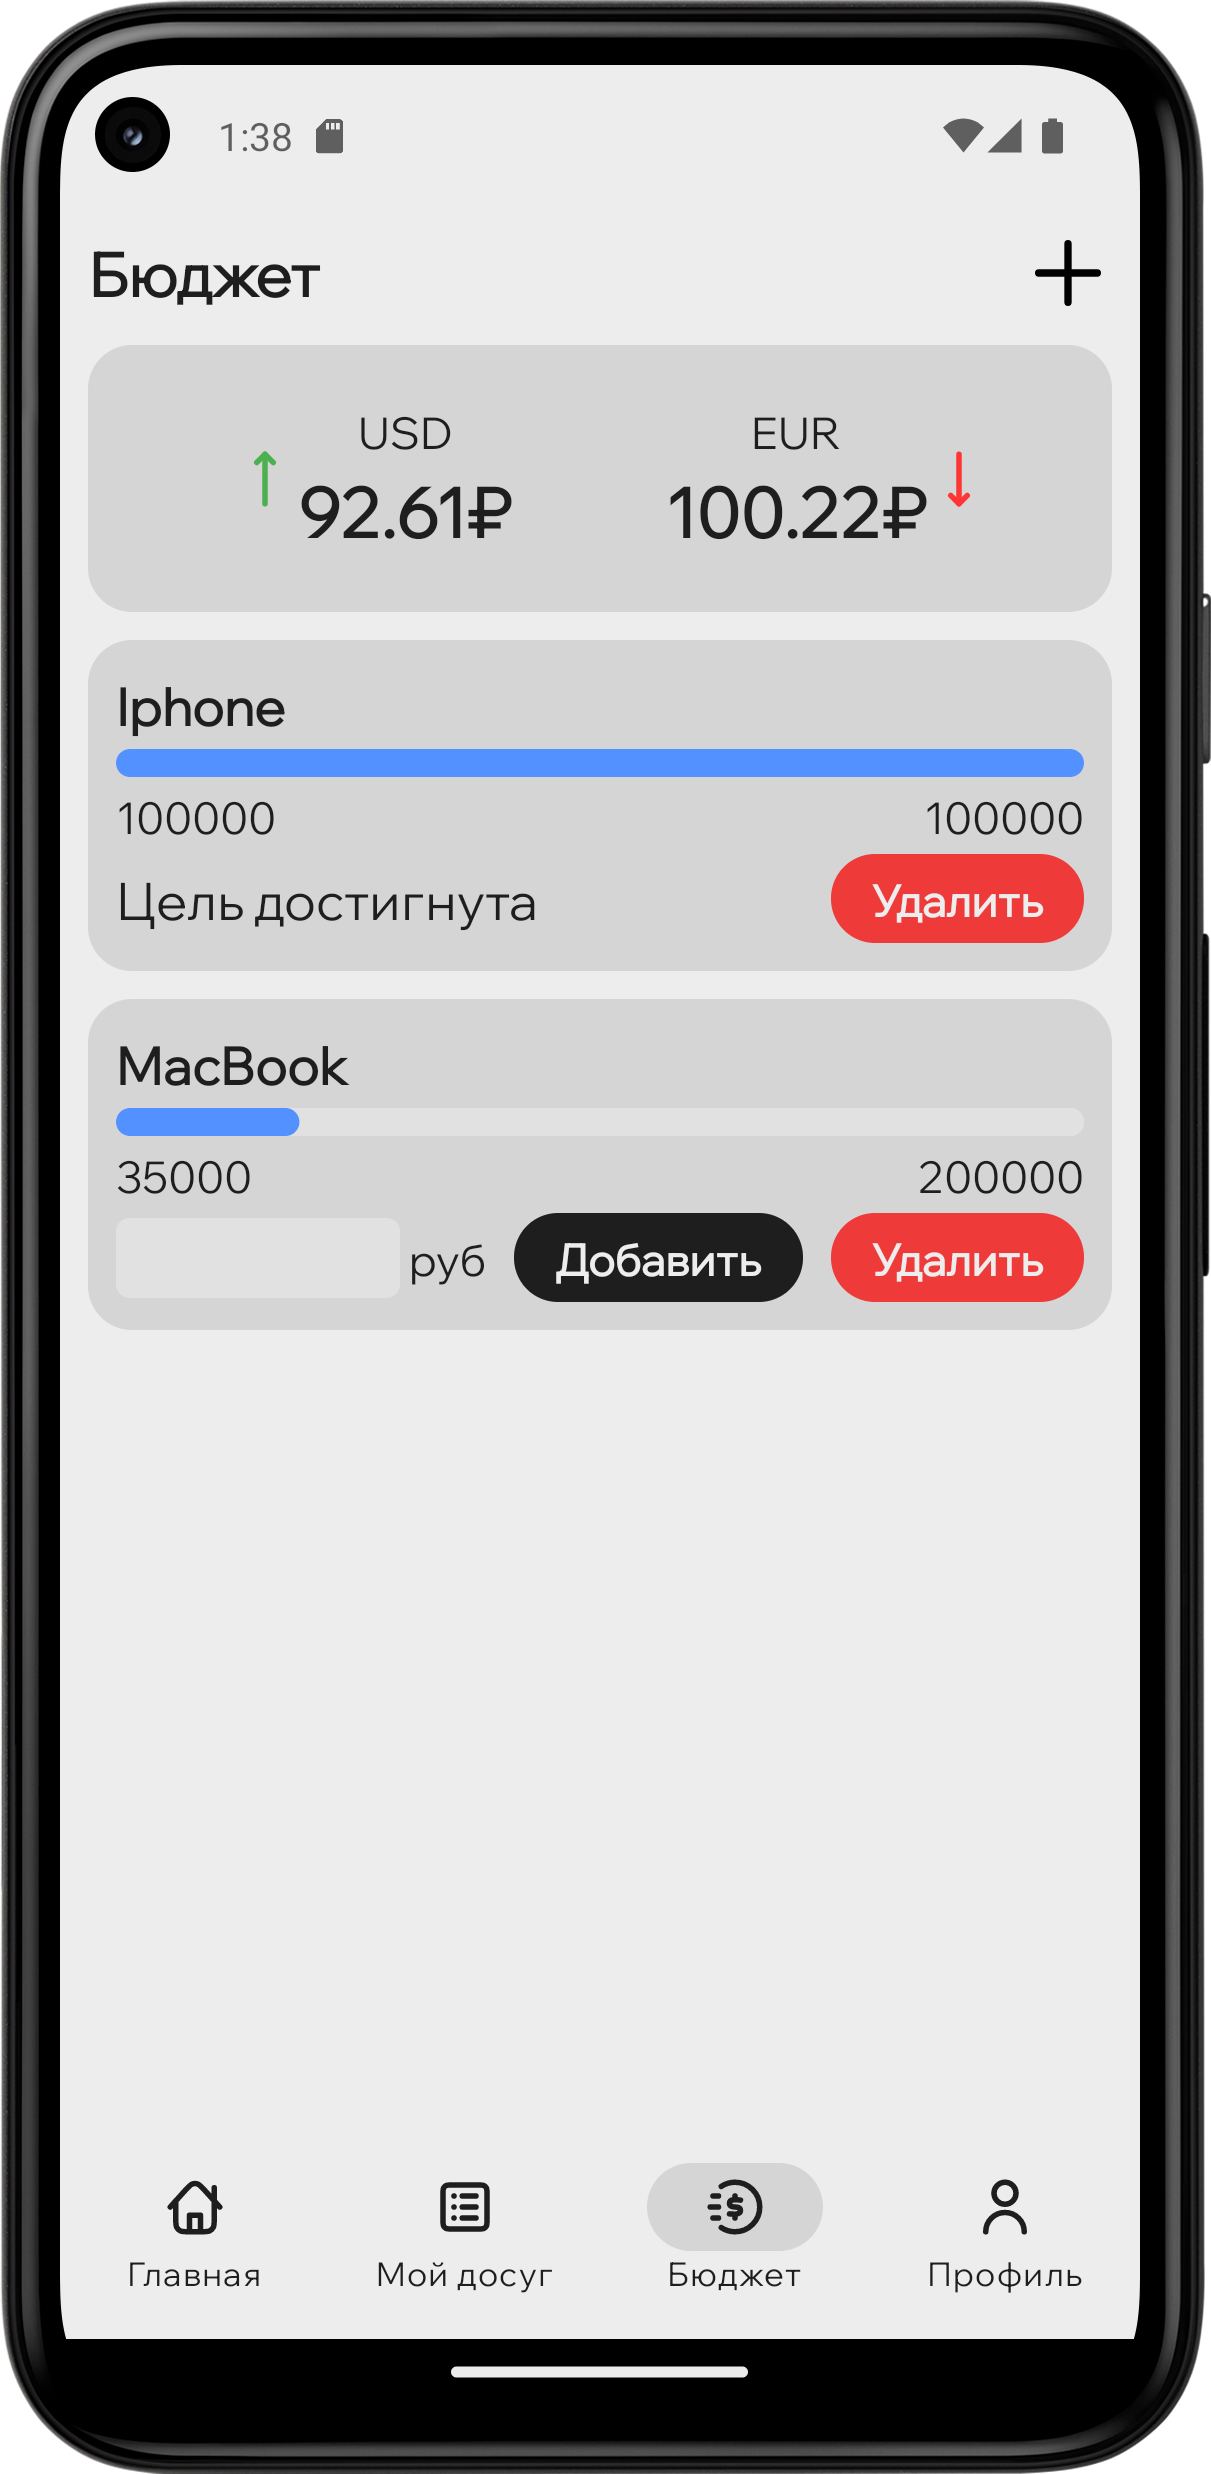 1:38
Бюджет
USD EUR
92.61₽ 100.22₽
Iphone
100000 100000
Цель достигнута Удалить
MacBook
35000 200000
руб Добавить Удалить
Главная Мой досуг Бюджет Профиль